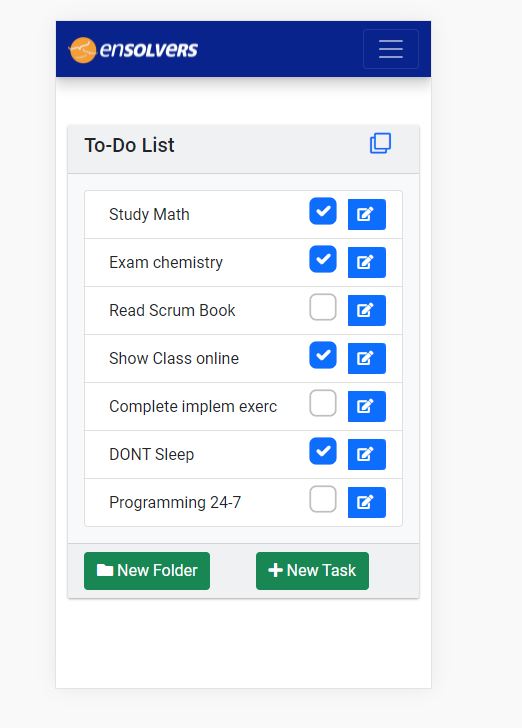 ensolvers
To-Do List
Study Math
Exam chemistry
Read Scrum Book
Show Class online
Complete implem exerc
DONT Sleep
Programming 24-7
New Folder
New Task